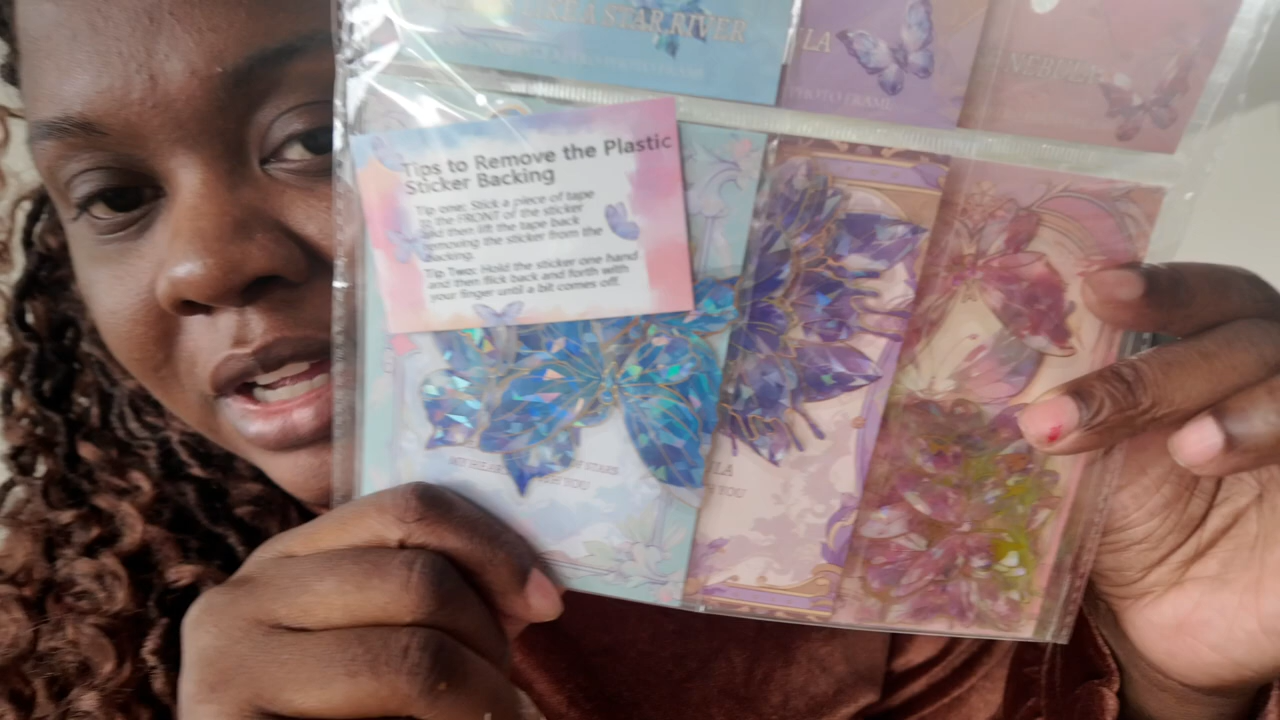 LIKE A STAR RIVER
LA
NEBULA
PHOTO FRAME
Tips to Remove the Plastic
Sticker Backing
Tip one: Stick a piece of tape
to the FRONT of the sticker
and then lift the tape back
removing the sticker from the
backing.
Tip Two: Hold the sticker one hand
and then flick back and forth with
your finger until a bit comes off.
MY HEAR
OF STARS
TH YOU
LA
YOU